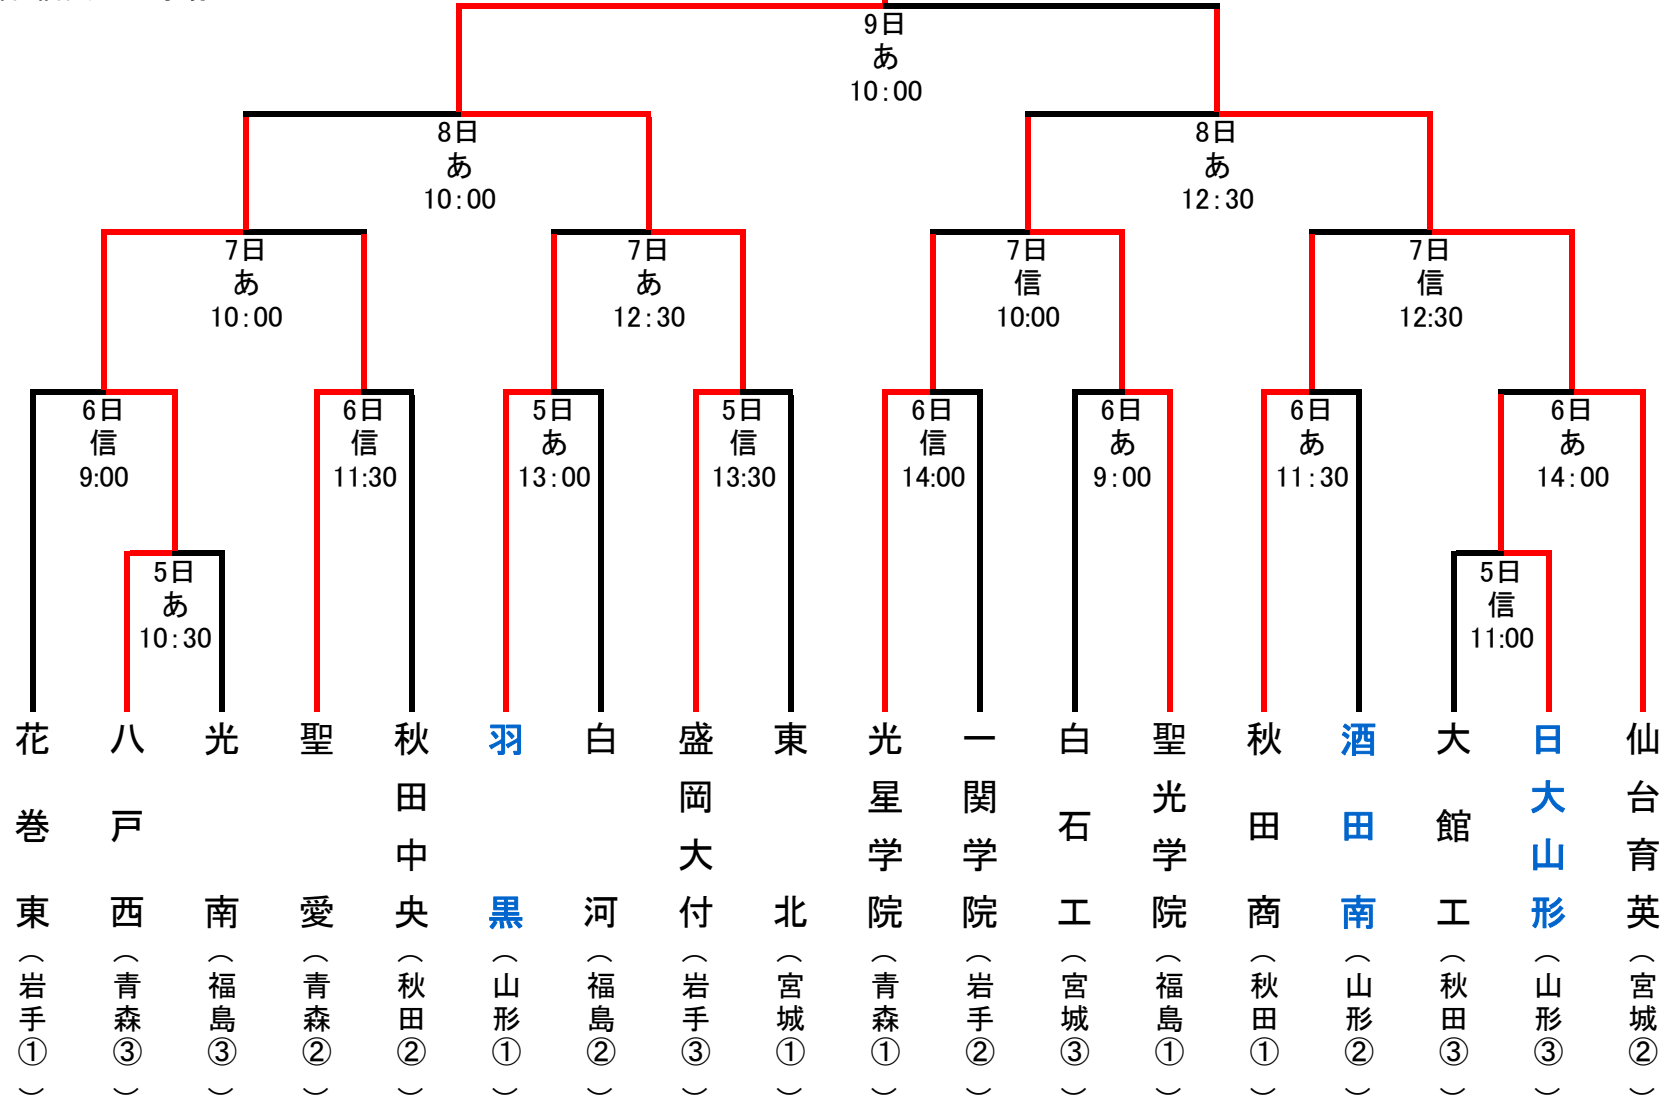 9日
あ
10:00
8日
あ
10:00
8日
あ
12:30
7日
あ
10:00
7日
あ
12:30
7日
信
10:00
7日
信
12:30
6日
信
9:00
6日
信
11:30
5日
あ
13:00
5日
信
13:30
6日
信
14:00
6日
あ
9:00
6日
あ
11:30
6日
あ
14:00
5日
あ
10:30
5日
信
11:00
花巻東（岩手①）
八戸西（青森③）
光南（福島③）
聖愛（青森②）
秋田中央（秋田②）
羽黒（山形①）
白河（福島②）
盛岡大付（岩手③）
東北（宮城①）
光星学院（青森①）
一関学院（岩手②）
白石工（宮城③）
聖光学院（福島①）
秋田商（秋田①）
酒田南（山形②）
大館工（秋田③）
日大山形（山形③）
仙台育英（宮城②）